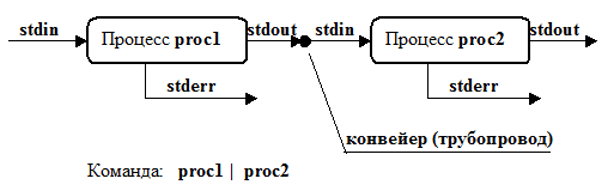 stdin
Процесс proc1
stdout
stdin
Процесс proc2
stdout
stderr
stderr
конвейер (трубопровод)
Команда: proc1 | proc2